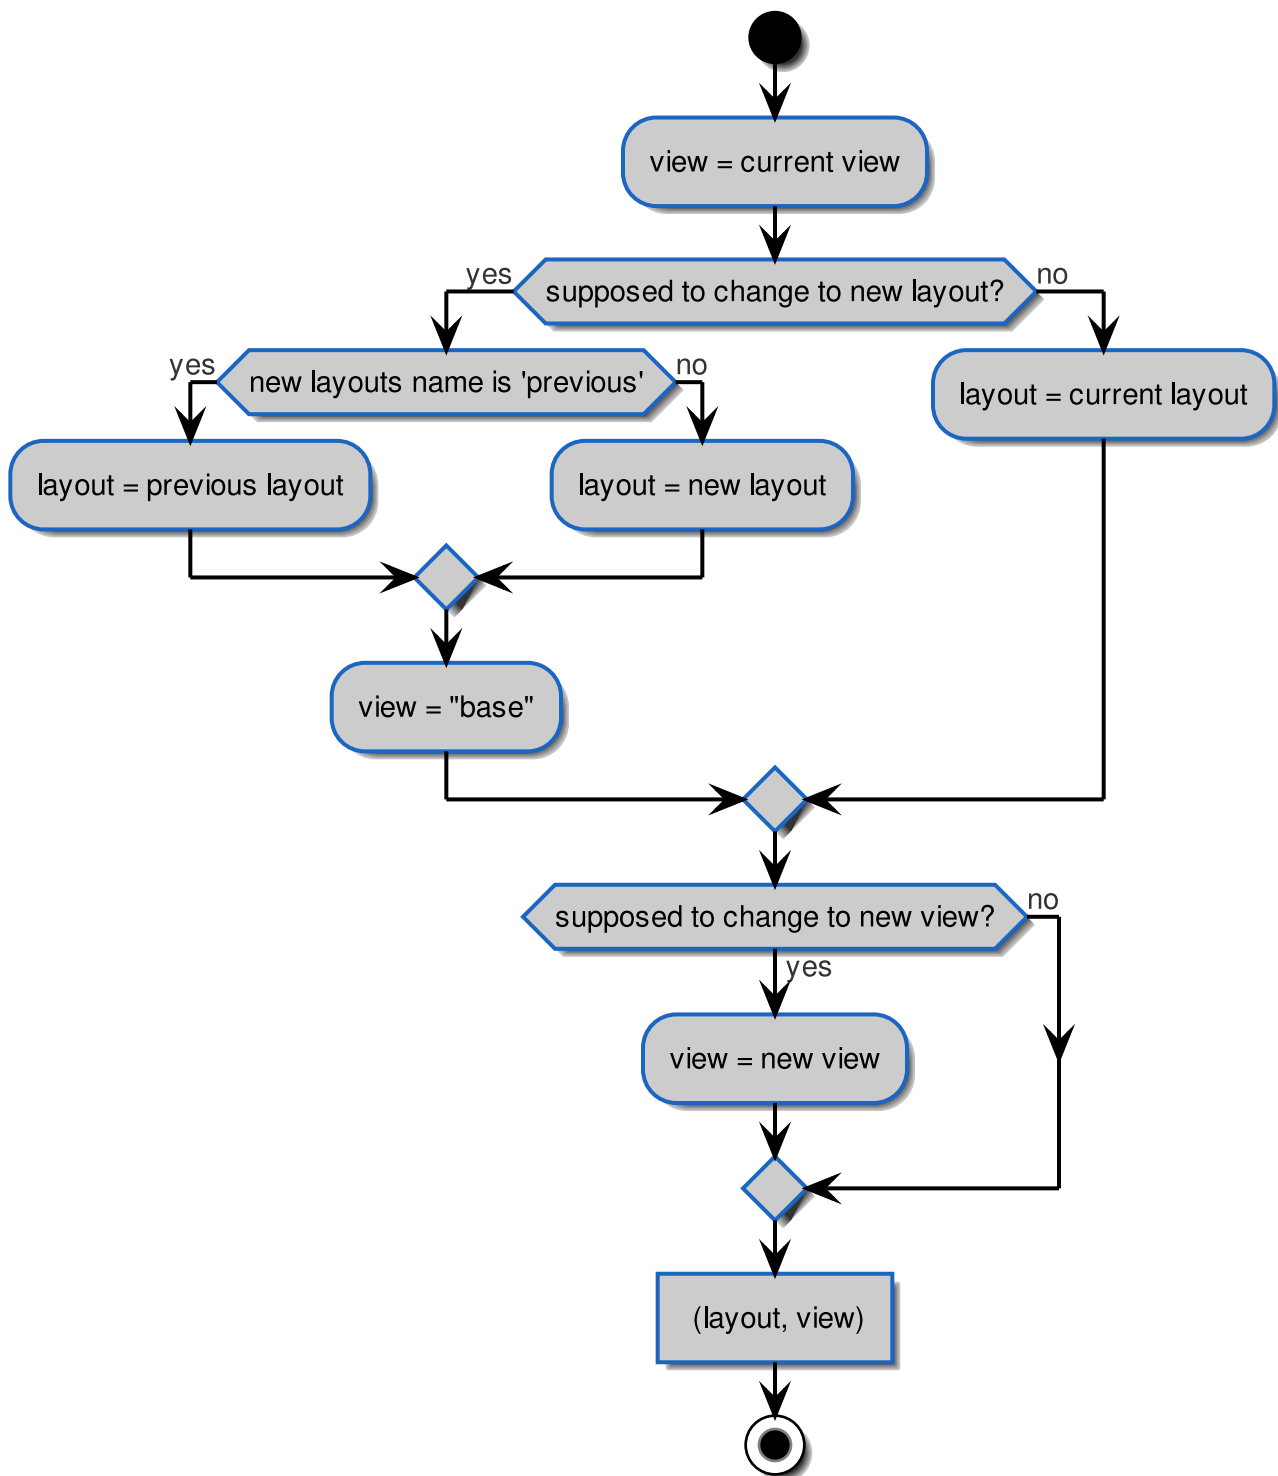 view = current view
yes
supposed to change to new layout?
no
yes
new layouts name is 'previous'
no
layout = current layout
layout = previous layout
layout = new layout
view = "base"
supposed to change to new view?
no
yes
view = new view
(layout, view)